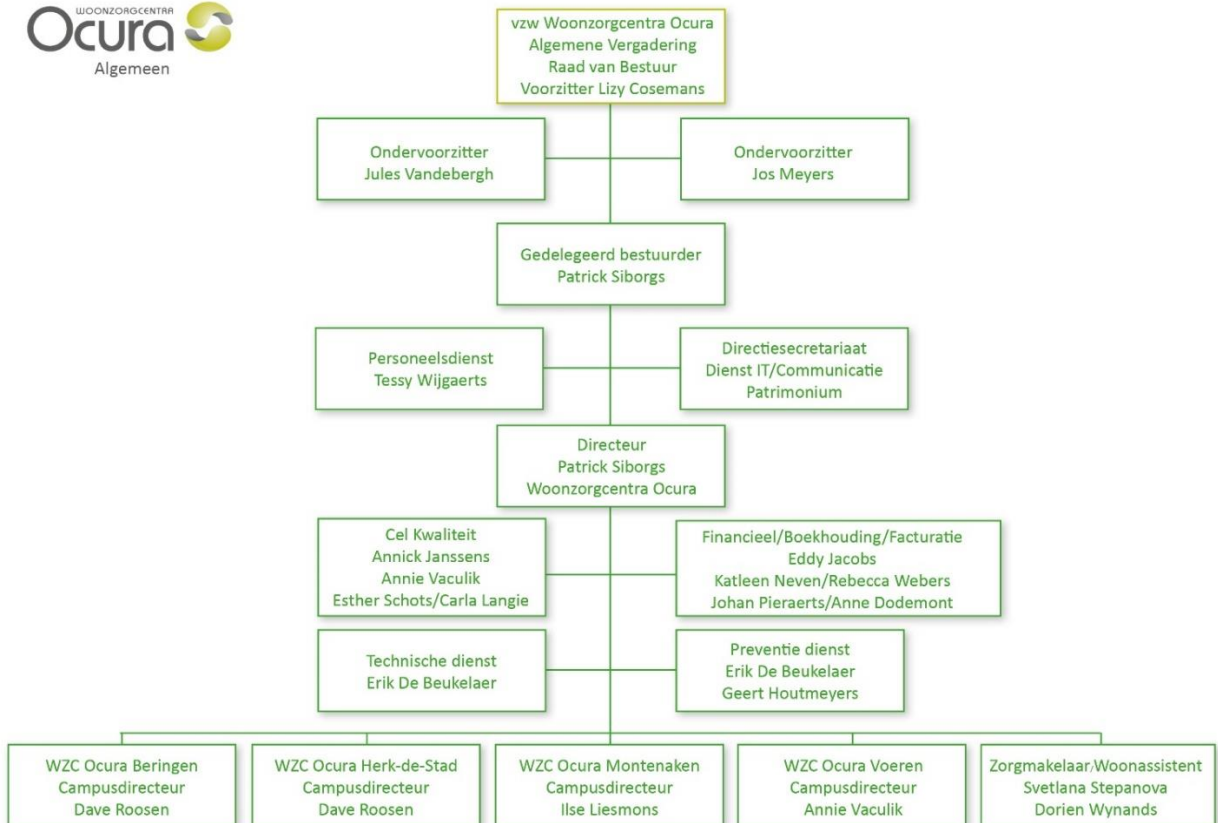 WOONZORGCENTRA
Ocura
Algemeen
vzw Woonzorgcentra Ocura
Algemene Vergadering
Raad van Bestuur
Voorzitter Lizy Cosemans
Ondervoorzitter
Jules Vandebergh
Ondervoorzitter
Jos Meyers
Gedelegeerd bestuurder
Patrick Siborgs
Personeelsdienst
Tessy Wijgaerts
Directiesecretariaat
Dienst IT/Communicatie
Patrimonium
Directeur
Patrick Siborgs
Woonzorgcentra Ocura
Cel Kwaliteit
Annick Janssens
Annie Vaculik
Esther Schots/Carla Langie
Financieel/Boekhouding/Facturatie
Eddy Jacobs
Katleen Neven/Rebecca Webers
Johan Pieraerts/Anne Dodemont
Technische dienst
Erik De Beukelaer
Preventie dienst
Erik De Beukelaer
Geert Houtmeyers
WZC Ocura Beringen
Campusdirecteur
Dave Roosen
WZC Ocura Herk-de-Stad
Campusdirecteur
Dave Roosen
WZC Ocura Montenaken
Campusdirecteur
Ilse Liesmons
WZC Ocura Voeren
Campusdirecteur
Annie Vaculik
Zorgmakelaar/Woonassistent
Svetlana Stepanova
Dorien Wynands